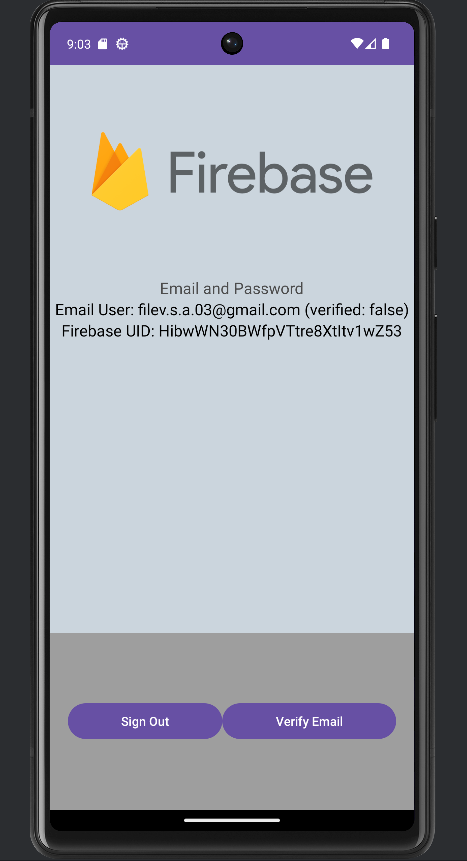 9:03
Firebase
Email and Password
Email User: filev.s.a.03@gmail.com (verified: false)
Firebase UID: HibwWN30BWfpVTtre8XtItv1wZ53
Sign Out
Verify Email